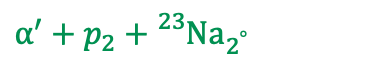 α′ + p₂ + ²³Na₂°